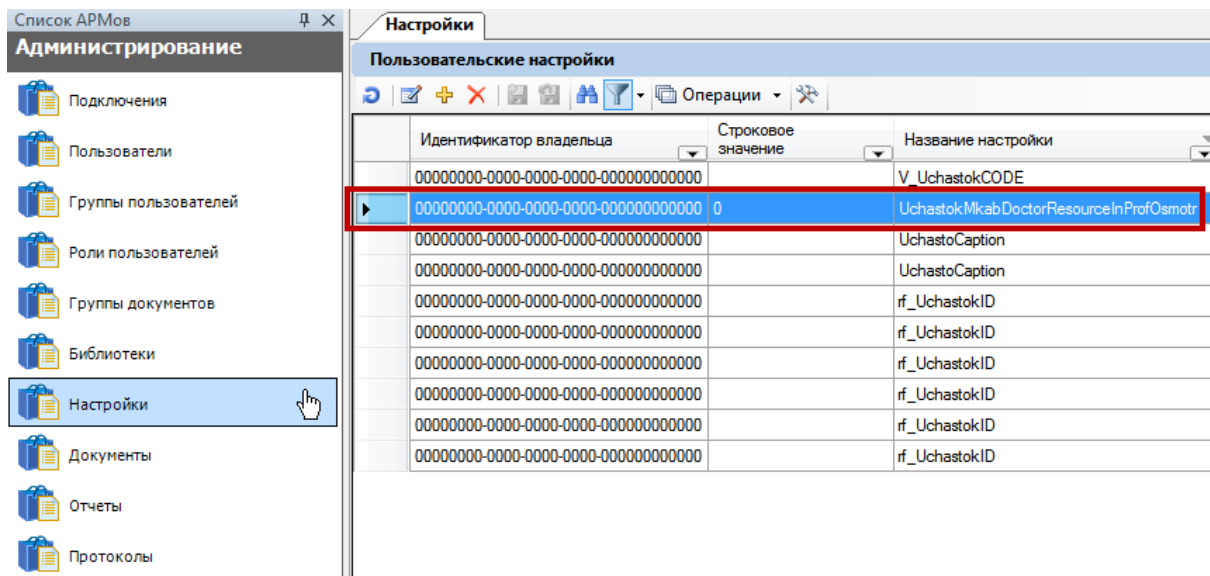 Список АРМов
Администрирование
Подключения
Пользователи
Группы пользователей
Роли пользователей
Группы документов
Библиотеки
Настройки
Документы
Отчеты
Протоколы
Настройки
Пользовательские настройки
Операции
Идентификатор владельца Строковое значение Название настройки
00000000-0000-0000-0000-000000000000 V_UchastokCODE
00000000-0000-0000-0000-000000000000 0 UchastokMkabDoctorResourceInProfOsmotr
00000000-0000-0000-0000-000000000000 UchastoCaption
00000000-0000-0000-0000-000000000000 UchastoCaption
00000000-0000-0000-0000-000000000000 rf_UchastokID
00000000-0000-0000-0000-000000000000 rf_UchastokID
00000000-0000-0000-0000-000000000000 rf_UchastokID
00000000-0000-0000-0000-000000000000 rf_UchastokID
00000000-0000-0000-0000-000000000000 rf_UchastokID
00000000-0000-0000-0000-000000000000 rf_UchastokID